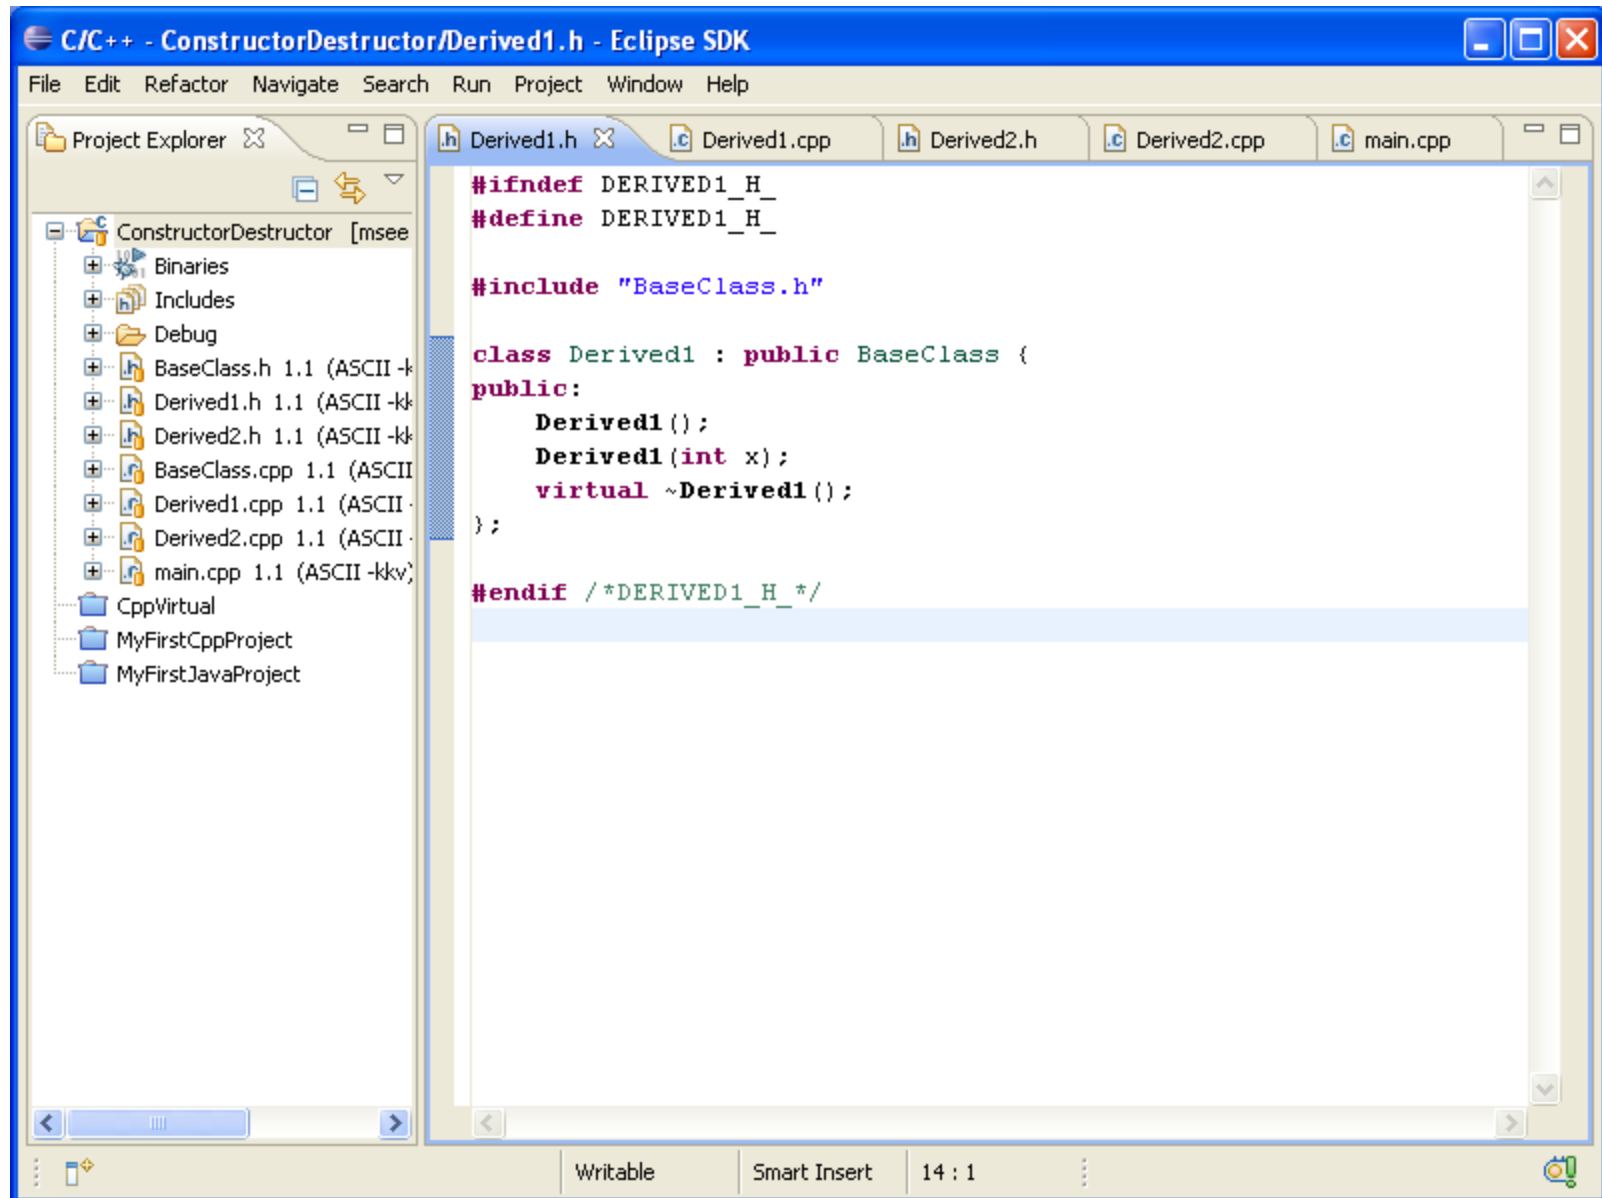 C/C++ - ConstructorDestructor/Derived1.h - Eclipse SDK
File Edit Refactor Navigate Search Run Project Window Help
Project Explorer
ConstructorDestructor [msee
Binaries
Includes
Debug
BaseClass.h 1.1 (ASCII -k
Derived1.h 1.1 (ASCII -kk
Derived2.h 1.1 (ASCII -kk
BaseClass.cpp 1.1 (ASCII
Derived1.cpp 1.1 (ASCII -
Derived2.cpp 1.1 (ASCII -
main.cpp 1.1 (ASCII -kkv)
CppVirtual
MyFirstCppProject
MyFirstJavaProject
Derived1.h Derived1.cpp Derived2.h Derived2.cpp main.cpp
#ifndef DERIVED1_H_
#define DERIVED1_H_
#include "BaseClass.h"
class Derived1 : public BaseClass {
public:
    Derived1();
    Derived1(int x);
    virtual ~Derived1();
};
#endif /*DERIVED1_H_*/
Writable Smart Insert 14 : 1